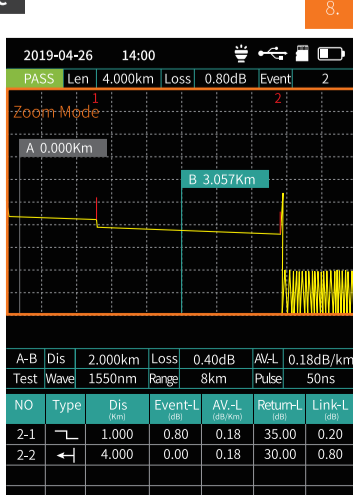 8.
2019-04-26 14:00
PASS Len 4.000km Loss 0.80dB Event 2
1 2
Zoom Mode
A 0.000Km
B 3.057Km
A-B Dis 2.000km Loss 0.40dB AV-L 0.18dB/km
Test Wave 1550nm Range 8km Pulse 50ns
NO Type Dis Event-L AV.-L Return-L Link-L
(Km) (dB) (dB/Km) (dB) (dB)
2-1 1.000 0.80 0.18 35.00 0.20
2-2 4.000 0.00 0.18 30.00 0.80